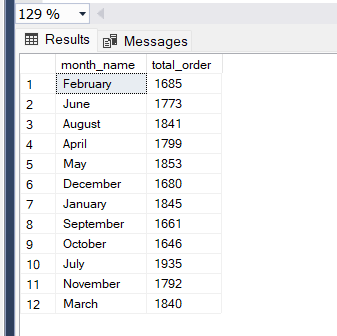 129 %
Results Messages
month_name total_order
1 February 1685
2 June 1773
3 August 1841
4 April 1799
5 May 1853
6 December 1680
7 January 1845
8 September 1661
9 October 1646
10 July 1935
11 November 1792
12 March 1840